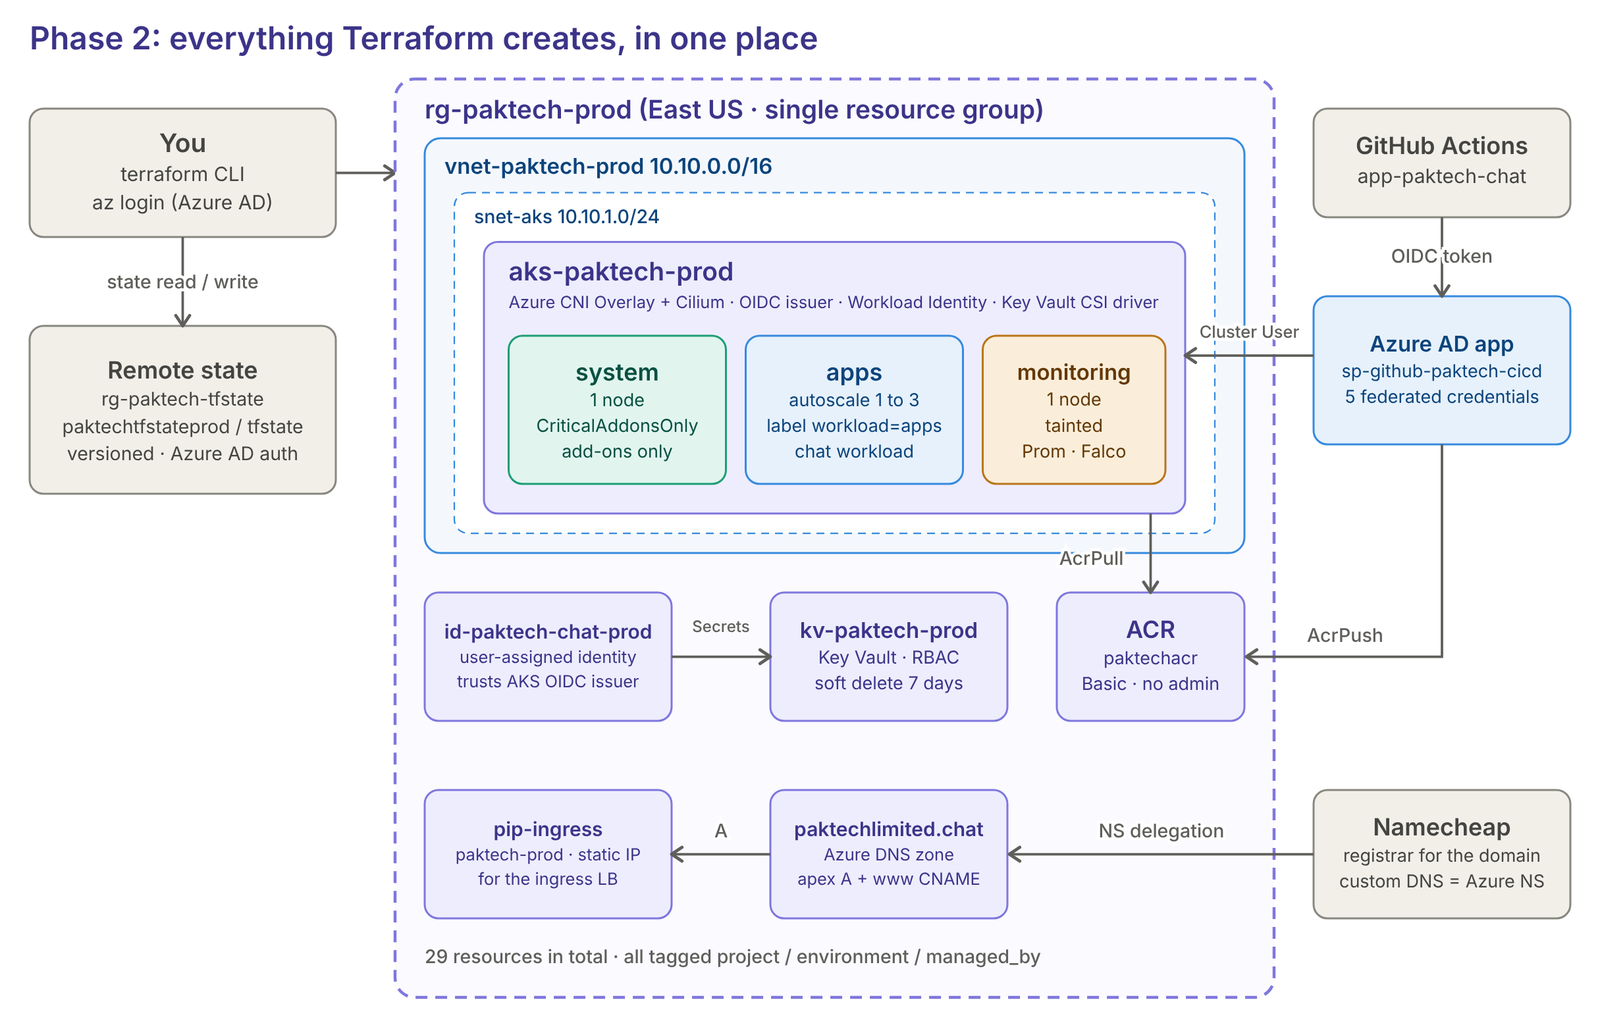 Phase 2: everything Terraform creates, in one place
You
terraform CLI
az login (Azure AD)
state read / write
Remote state
rg-paktech-tfstate
paktechtfstateprod / tfstate
versioned · Azure AD auth
rg-paktech-prod (East US · single resource group)
vnet-paktech-prod 10.10.0.0/16
snet-aks 10.10.1.0/24
aks-paktech-prod
Azure CNI Overlay + Cilium · OIDC issuer · Workload Identity · Key Vault CSI driver
system
1 node
CriticalAddonsOnly
add-ons only
apps
autoscale 1 to 3
label workload=apps
chat workload
monitoring
1 node
tainted
Prom · Falco
AcrPull
id-paktech-chat-prod
user-assigned identity
trusts AKS OIDC issuer
Secrets
kv-paktech-prod
Key Vault · RBAC
soft delete 7 days
ACR
paktechacr
Basic · no admin
pip-ingress
paktech-prod · static IP
for the ingress LB
A
paktechlimited.chat
Azure DNS zone
apex A + www CNAME
29 resources in total · all tagged project / environment / managed_by
GitHub Actions
app-paktech-chat
OIDC token
Cluster User
Azure AD app
sp-github-paktech-cicd
5 federated credentials
AcrPush
NS delegation
Namecheap
registrar for the domain
custom DNS = Azure NS